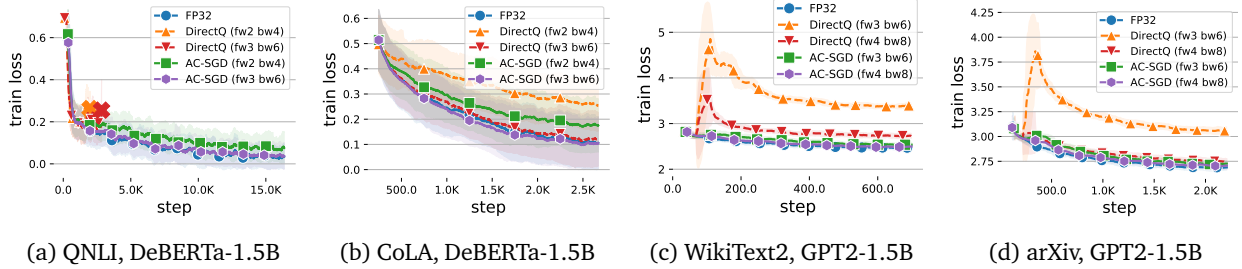 train loss
0.6
0.4
0.2
0.0
FP32
DirectQ (fw2 bw4)
DirectQ (fw3 bw6)
AC-SGD (fw2 bw4)
AC-SGD (fw3 bw6)
0.0 5.0K 10.0K 15.0K
step
train loss
0.6
0.5
0.4
0.3
0.2
0.1
0.0
FP32
DirectQ (fw2 bw4)
DirectQ (fw3 bw6)
AC-SGD (fw2 bw4)
AC-SGD (fw3 bw6)
500.0 1.0K 1.5K 2.0K 2.5K
step
train loss
5
4
3
2
FP32
DirectQ (fw3 bw6)
DirectQ (fw4 bw8)
AC-SGD (fw3 bw6)
AC-SGD (fw4 bw8)
0.0 200.0 400.0 600.0
step
train loss
4.25
4.00
3.75
3.50
3.25
3.00
2.75
FP32
DirectQ (fw3 bw6)
DirectQ (fw4 bw8)
AC-SGD (fw3 bw6)
AC-SGD (fw4 bw8)
500.0 1.0K 1.5K 2.0K
step
(a) QNLI, DeBERTa-1.5B
(b) CoLA, DeBERTa-1.5B
(c) WikiText2, GPT2-1.5B
(d) arXiv, GPT2-1.5B